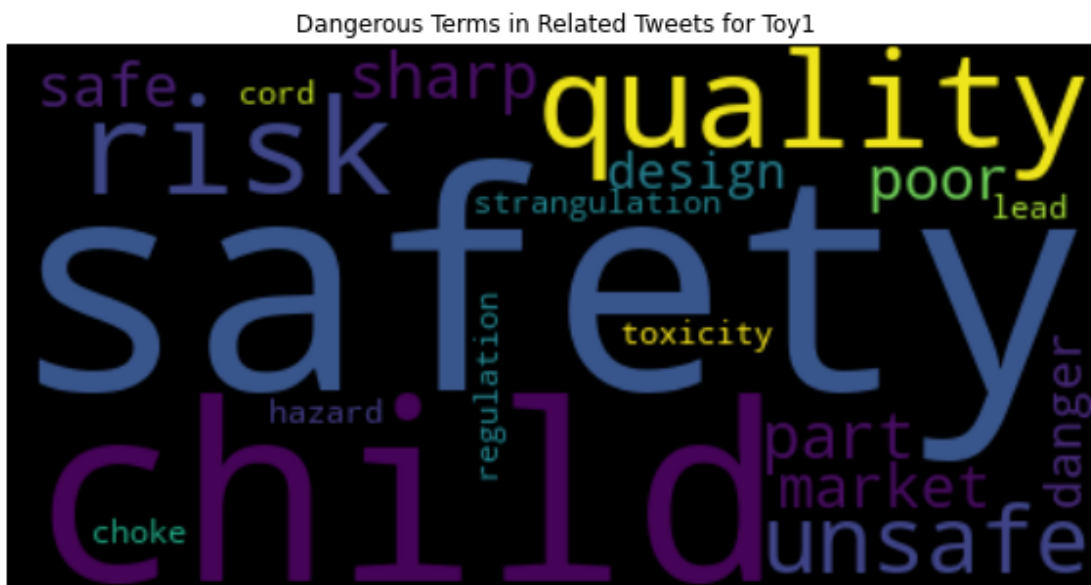 Dangerous Terms in Related Tweets for Toy1
safe
cord
sharp
quality
risk
design
poor
strangulation
lead
safety
toxicity
regulation
hazard
danger
child
part
market
choke
unsafe